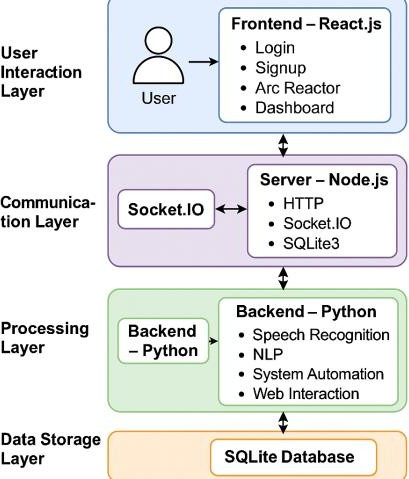 User
Interaction
Layer
User
Frontend – React.js
• Login
• Signup
• Arc Reactor
• Dashboard
Communica-
tion Layer
Socket.IO
Server – Node.js
• HTTP
• Socket.IO
• SQLite3
Processing
Layer
Backend
– Python
Backend – Python
• Speech Recognition
• NLP
• System Automation
• Web Interaction
Data Storage
Layer
SQLite Database